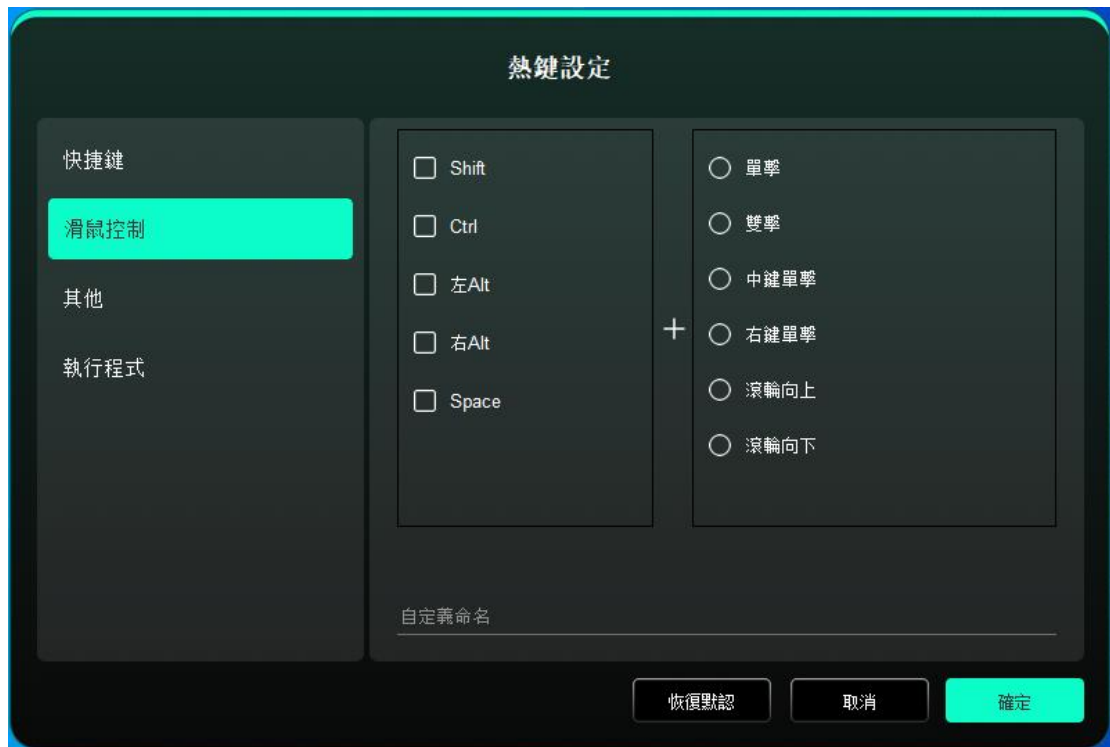 熱鍵設定
快捷鍵
滑鼠控制
其他
執行程式
Shift
Ctrl
左Alt
右Alt
Space
+
單擊
雙擊
中鍵單擊
右鍵單擊
滾輪向上
滾輪向下
自定義命名
恢復默認
取消
確定